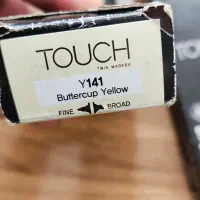 TOUCH
TWIN MARKER
Y141
Buttercup Yellow
FINE BROAD